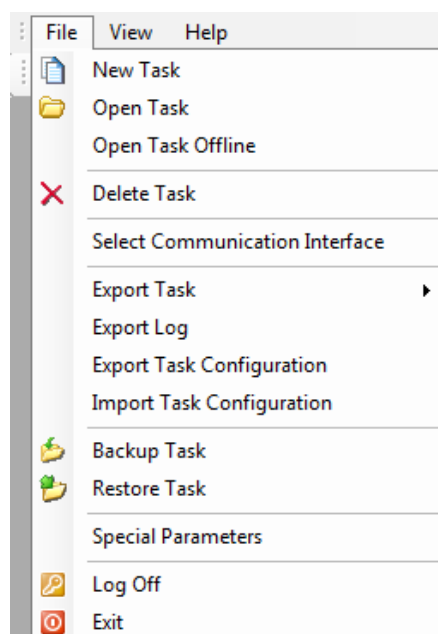 File View Help
New Task
Open Task
Open Task Offline
Delete Task
Select Communication Interface
Export Task
Export Log
Export Task Configuration
Import Task Configuration
Backup Task
Restore Task
Special Parameters
Log Off
Exit